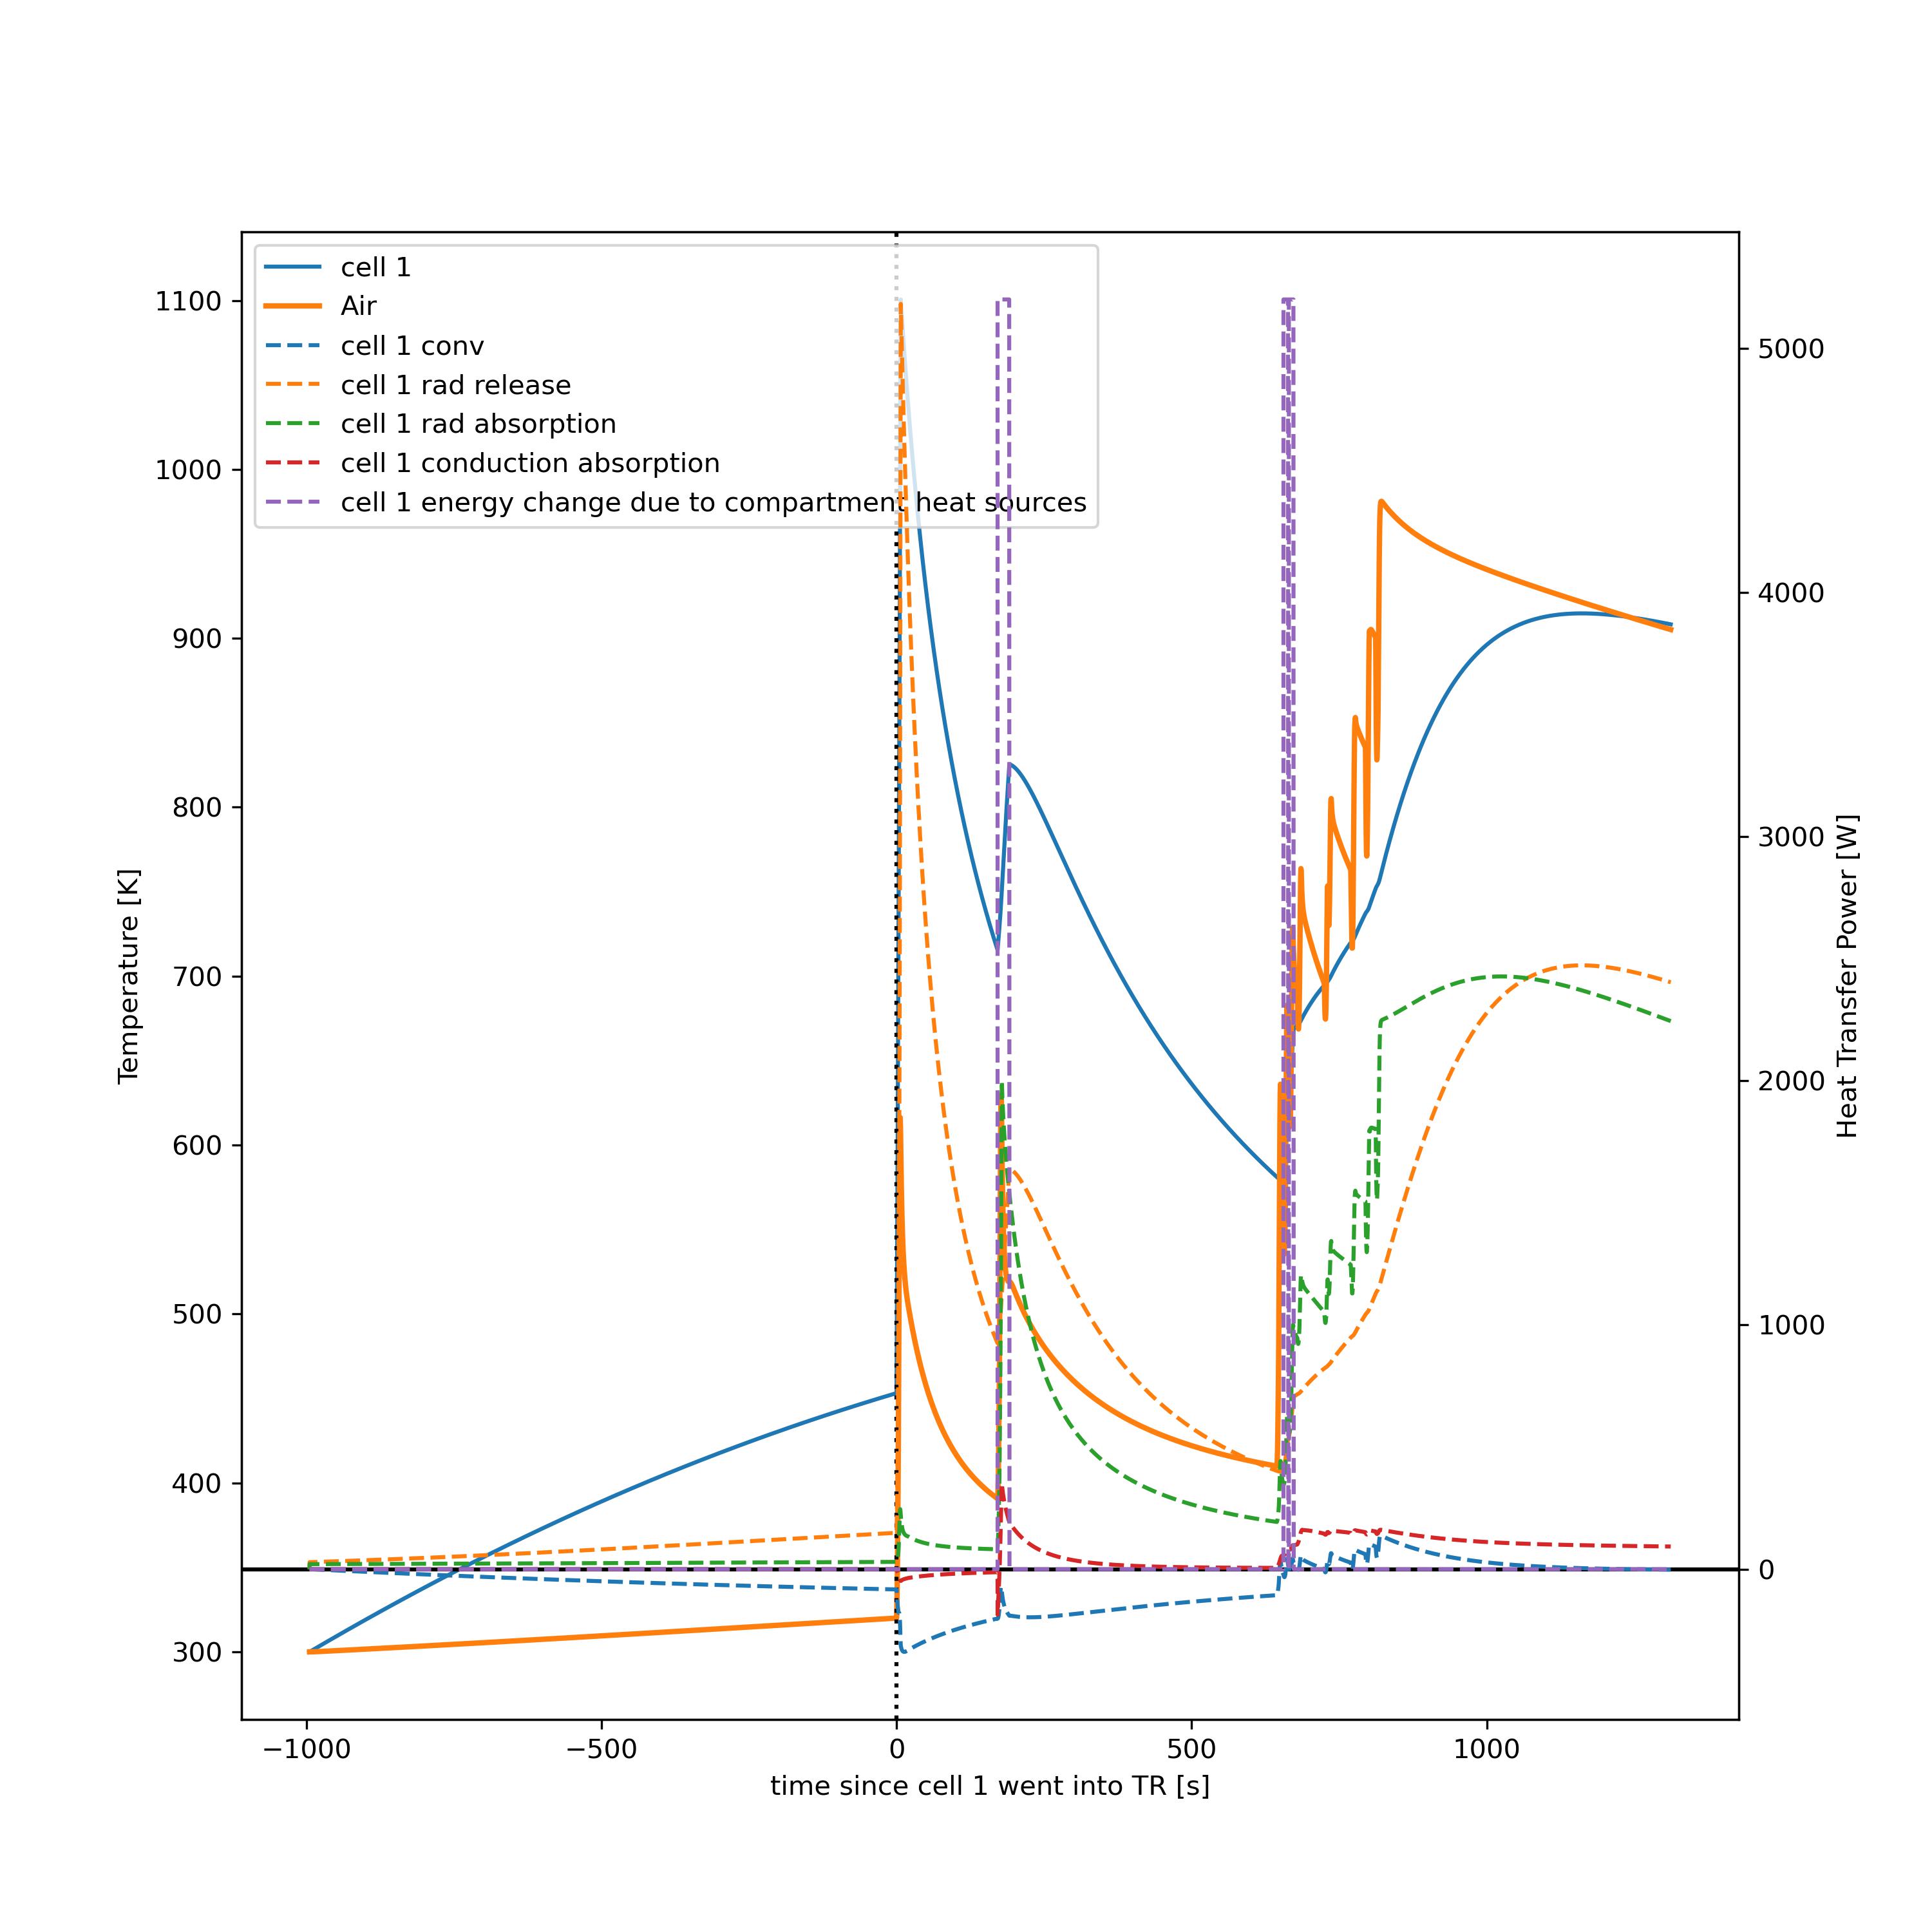 cell 1
Air
cell 1 conv
cell 1 rad release
cell 1 rad absorption
cell 1 conduction absorption
cell 1 energy change due to compartment heat sources
1100
1000
900
800
700
600
500
400
300
Temperature [K]
5000
4000
3000
2000
1000
0
Heat Transfer Power [W]
−1000 −500 0 500 1000
time since cell 1 went into TR [s]